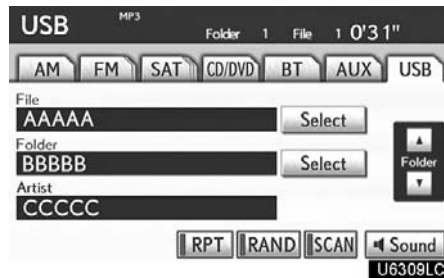 USB MP3 Folder 1 File 1 0'31"
AM FM SAT CD/DVD BT AUX USB
File
AAAAA Select
Folder
BBBBB Select
Folder
Artist
CCCCC
RPT RAND SCAN Sound
U6309LC